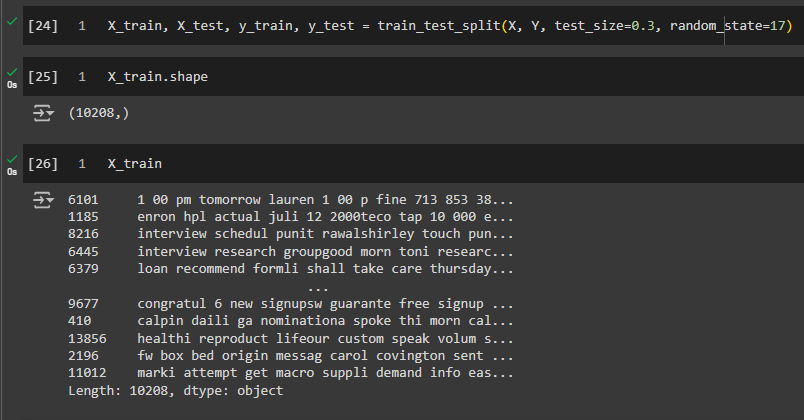 [24] 1 X_train, X_test, y_train, y_test = train_test_split(X, Y, test_size=0.3, random_state=17)
[25] 1 X_train.shape
0s
(10208,)
[26] 1 X_train
0s
6101 1 00 pm tomorrow lauren 1 00 p fine 713 853 38...
1185 enron hpl actual juli 12 2000teco tap 10 000 e...
8216 interview schedul punit rawalshirley touch pun...
6445 interview research groupgood morn toni researc...
6379 loan recommend formli shall take care thursday...
...
9677 congratul 6 new signupsw guarante free signup ...
410 calpin daili ga nominationa spoke thi morn cal...
13856 healthi reproduct lifeour custom speak volum s...
2196 fw box bed origin messag carol covington sent ...
11012 marki attempt get macro suppli demand info eas...
Length: 10208, dtype: object